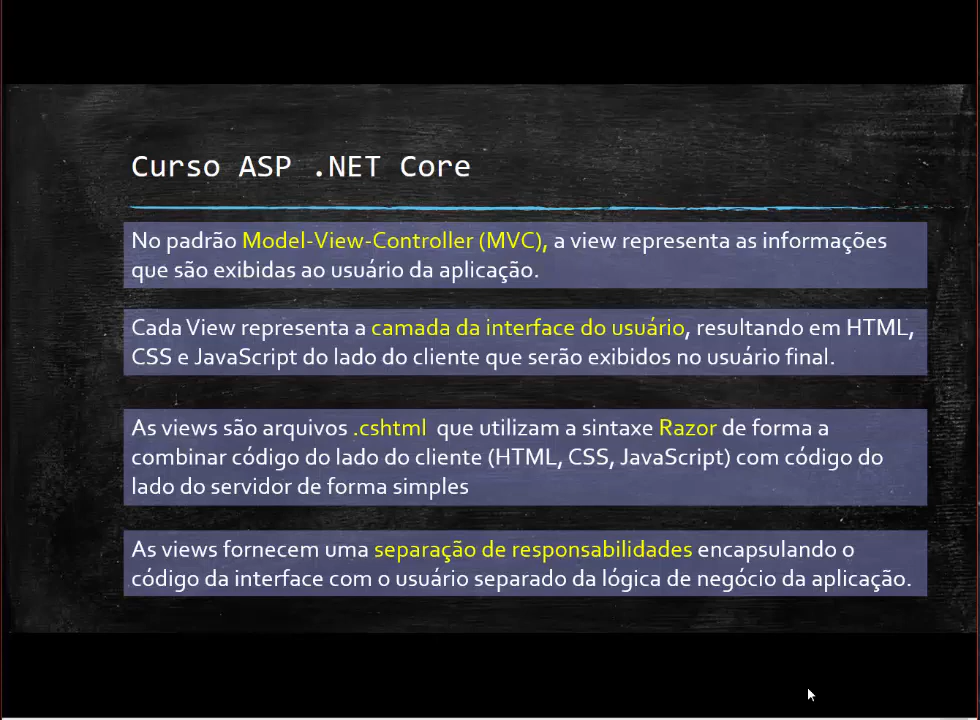 Curso ASP .NET Core
No padrão Model-View-Controller (MVC), a view representa as informações
que são exibidas ao usuário da aplicação.
Cada View representa a camada da interface do usuário, resultando em HTML,
CSS e JavaScript do lado do cliente que serão exibidos no usuário final.
As views são arquivos .cshtml que utilizam a sintaxe Razor de forma a
combinar código do lado do cliente (HTML, CSS, JavaScript) com código do
lado do servidor de forma simples
As views fornecem uma separação de responsabilidades encapsulando o
código da interface com o usuário separado da lógica de negócio da aplicação.